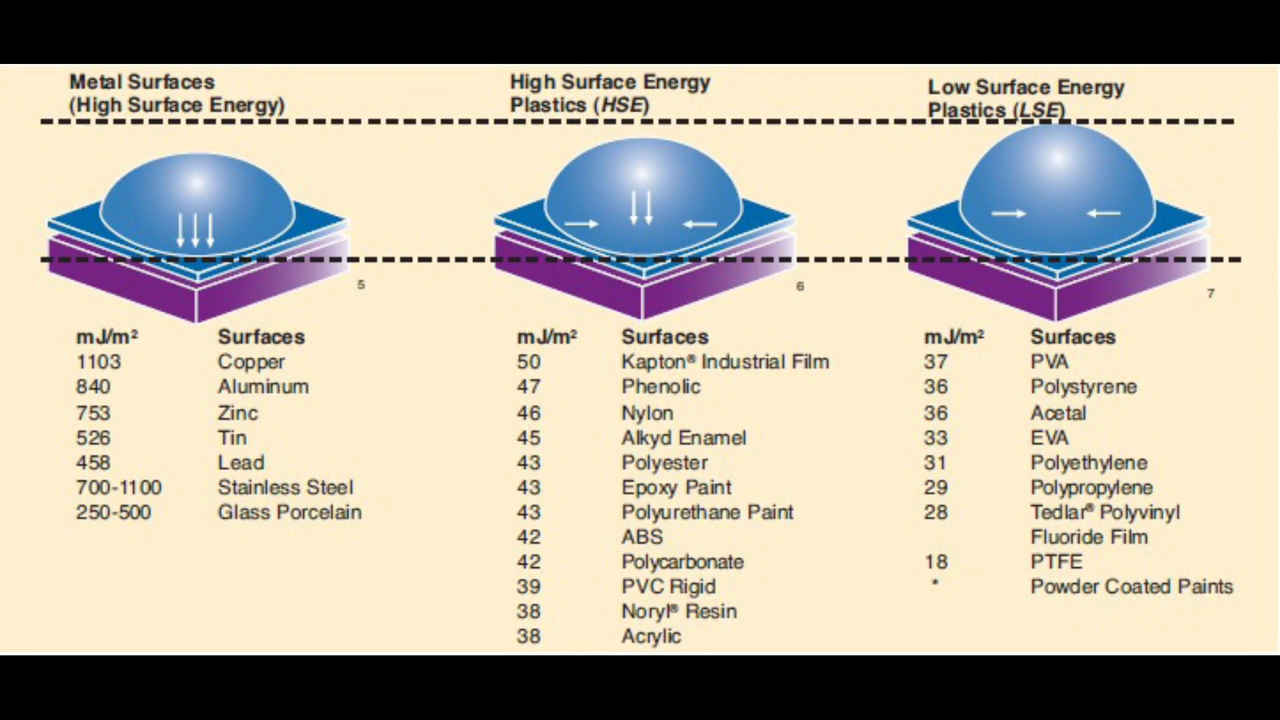 Metal Surfaces
(High Surface Energy)
5
mJ/m² Surfaces
1103 Copper
840 Aluminum
753 Zinc
526 Tin
458 Lead
700-1100 Stainless Steel
250-500 Glass Porcelain
High Surface Energy
Plastics (HSE)
6
mJ/m² Surfaces
50 Kapton® Industrial Film
47 Phenolic
46 Nylon
45 Alkyd Enamel
43 Polyester
43 Epoxy Paint
43 Polyurethane Paint
42 ABS
42 Polycarbonate
39 PVC Rigid
38 Noryl® Resin
38 Acrylic
Low Surface Energy
Plastics (LSE)
7
mJ/m² Surfaces
37 PVA
36 Polystyrene
36 Acetal
33 EVA
31 Polyethylene
29 Polypropylene
28 Tedlar® Polyvinyl
Fluoride Film
18 PTFE
* Powder Coated Paints